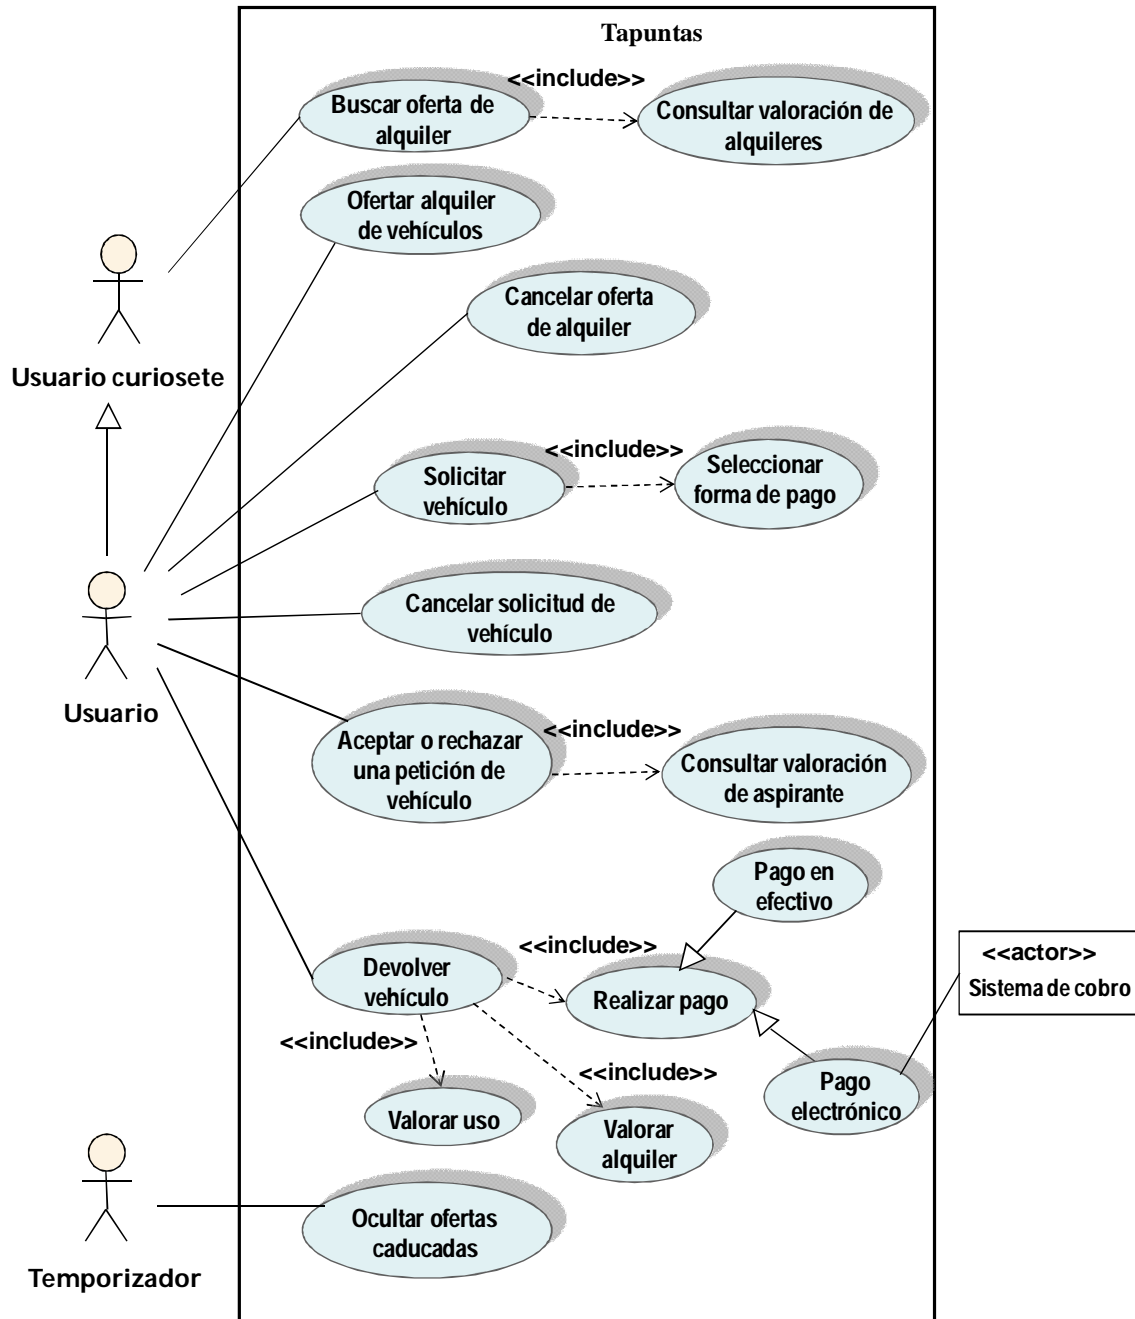 Tapuntas
<<include>>
Buscar oferta de
alquiler
Consultar valoración de
alquileres
Ofertar alquiler
de vehículos
Cancelar oferta
de alquiler
Usuario curiosete
<<include>>
Solicitar
vehículo
Seleccionar
forma de pago
Cancelar solicitud de
vehículo
Usuario
Aceptar o rechazar
una petición de
vehículo
<<include>>
Consultar valoración
de aspirante
Pago en
efectivo
<<include>>
Devolver
vehículo
Realizar pago
<<actor>>
Sistema de cobro
<<include>>
<<include>>
Pago
electrónico
Valorar uso
Valorar
alquiler
Ocultar ofertas
caducadas
Temporizador